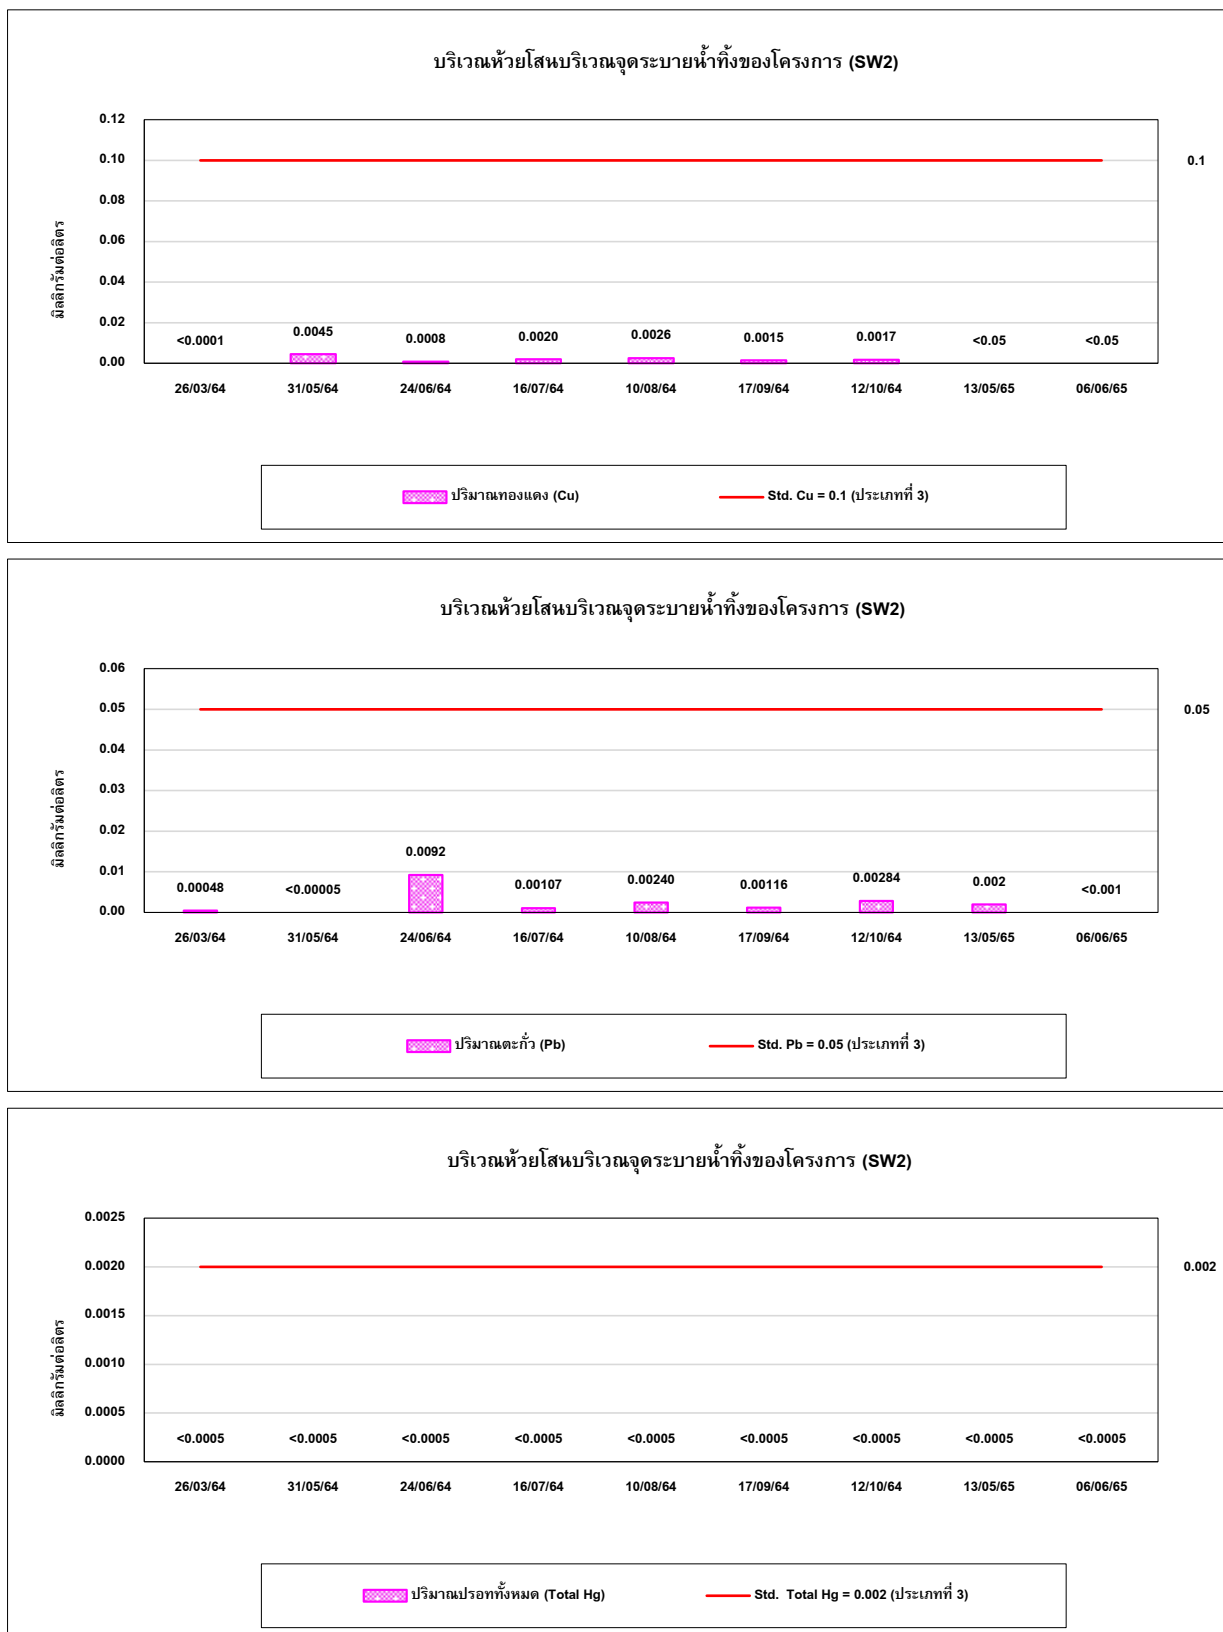 บริเวณห้วยโสนบริเวณจุดระบายน้ำทิ้งของโครงการ (SW2)
มิลลิกรัมต่อลิตร
0.12
0.10
0.08
0.06
0.04
0.02
0.00
0.1
<0.0001 0.0045 0.0008 0.0020 0.0026 0.0015 0.0017 <0.05 <0.05
26/03/64 31/05/64 24/06/64 16/07/64 10/08/64 17/09/64 12/10/64 13/05/65 06/06/65
ปริมาณทองแดง (Cu) Std. Cu = 0.1 (ประเภทที่ 3)
บริเวณห้วยโสนบริเวณจุดระบายน้ำทิ้งของโครงการ (SW2)
มิลลิกรัมต่อลิตร
0.06
0.05
0.04
0.03
0.02
0.01
0.00
0.05
0.00048 <0.00005 0.0092 0.00107 0.00240 0.00116 0.00284 0.002 <0.001
26/03/64 31/05/64 24/06/64 16/07/64 10/08/64 17/09/64 12/10/64 13/05/65 06/06/65
ปริมาณตะกั่ว (Pb) Std. Pb = 0.05 (ประเภทที่ 3)
บริเวณห้วยโสนบริเวณจุดระบายน้ำทิ้งของโครงการ (SW2)
มิลลิกรัมต่อลิตร
0.0025
0.0020
0.0015
0.0010
0.0005
0.0000
0.002
<0.0005 <0.0005 <0.0005 <0.0005 <0.0005 <0.0005 <0.0005 <0.0005 <0.0005
26/03/64 31/05/64 24/06/64 16/07/64 10/08/64 17/09/64 12/10/64 13/05/65 06/06/65
ปริมาณปรอททั้งหมด (Total Hg) Std. Total Hg = 0.002 (ประเภทที่ 3)